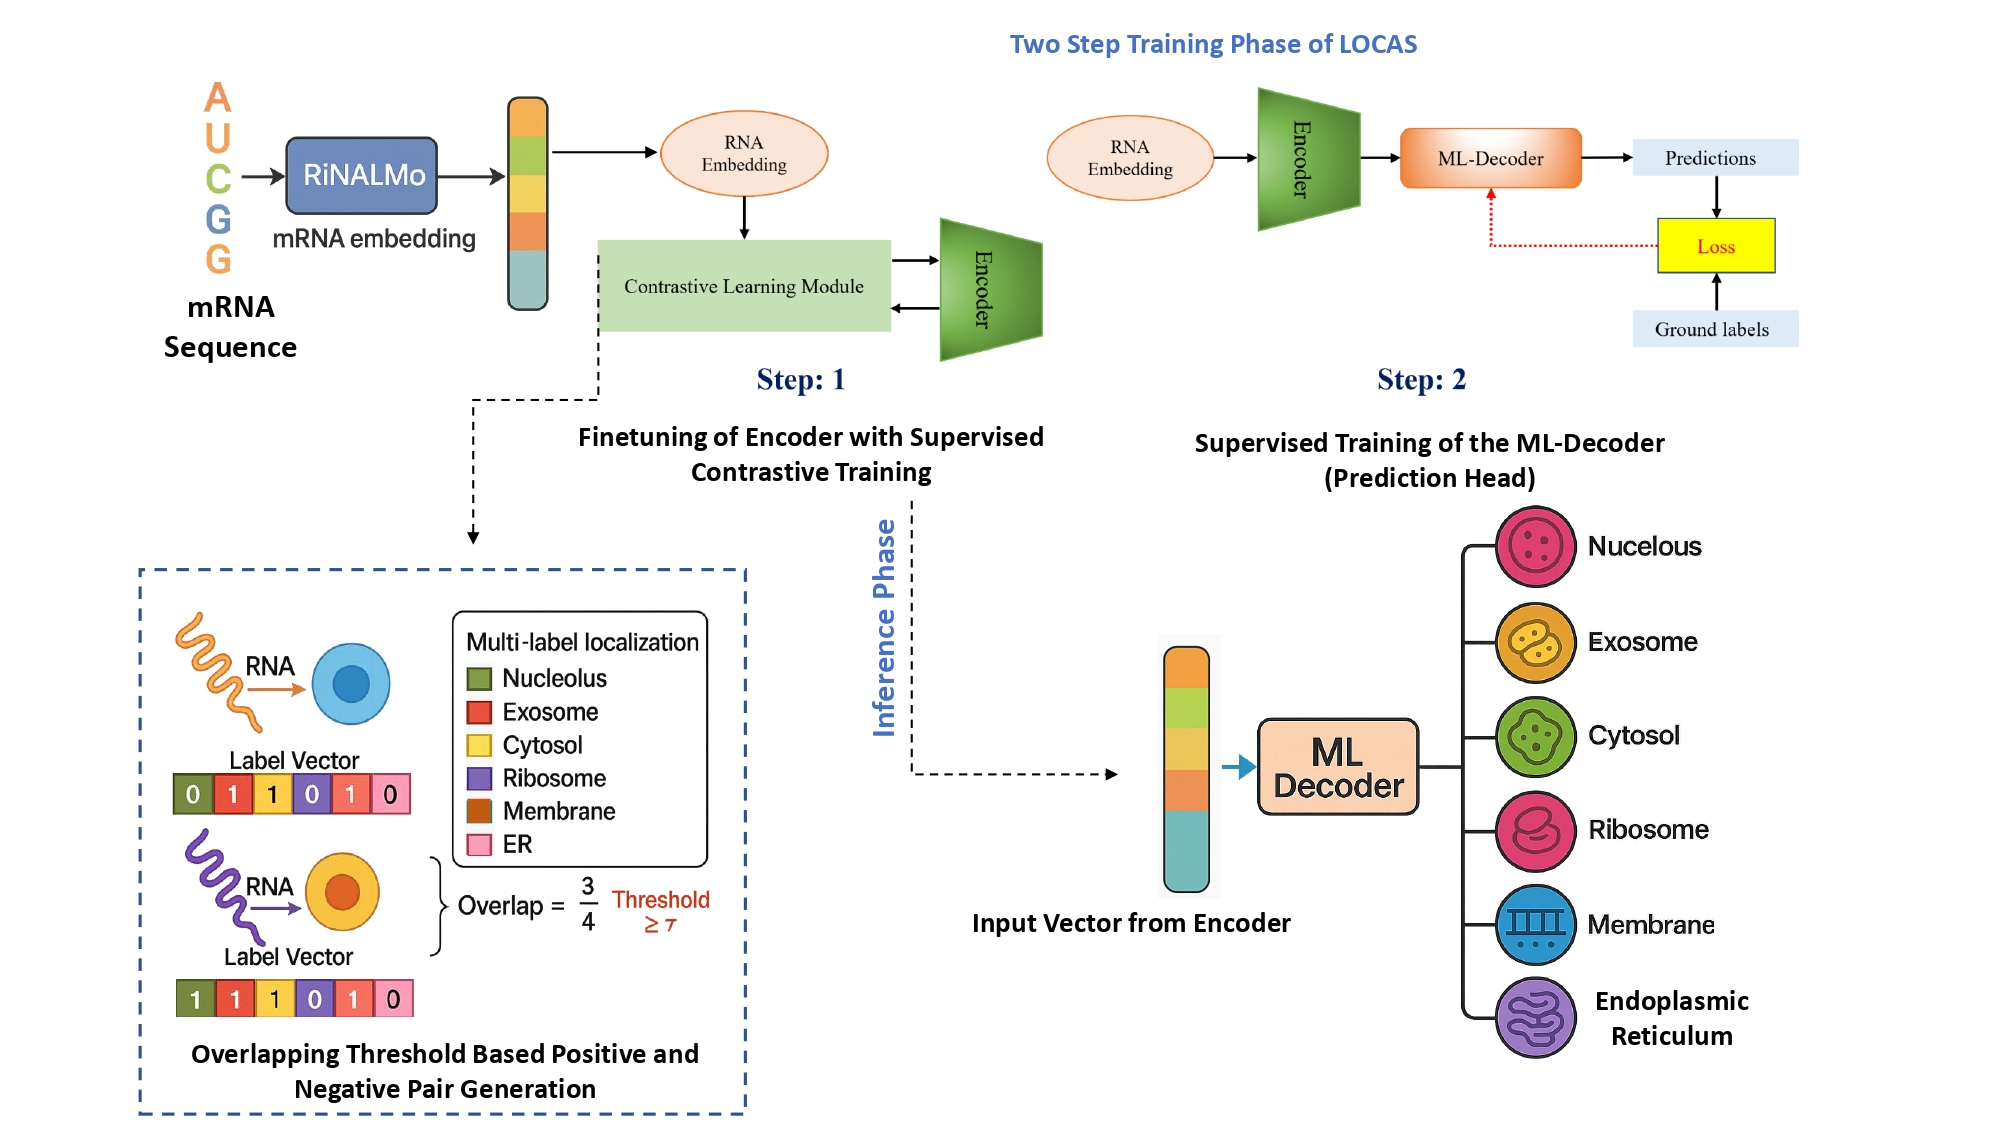 Two Step Training Phase of LOCAS
A
U
C
G
G
mRNA
Sequence
RiNALMo
mRNA embedding
RNA
Embedding
Contrastive Learning Module
Encoder
Step: 1
Finetuning of Encoder with Supervised
Contrastive Training
RNA
Embedding
Encoder
ML-Decoder
Predictions
Loss
Ground labels
Step: 2
Supervised Training of the ML-Decoder
(Prediction Head)
RNA
Label Vector
0 1 1 0 1 0
RNA
Label Vector
1 1 1 0 1 0
Multi-label localization
Nucleolus
Exosome
Cytosol
Ribosome
Membrane
ER
Overlap = 3/4
Threshold
≥ τ
Overlapping Threshold Based Positive and
Negative Pair Generation
Inference Phase
Input Vector from Encoder
ML
Decoder
Nucelous
Exosome
Cytosol
Ribosome
Membrane
Endoplasmic
Reticulum